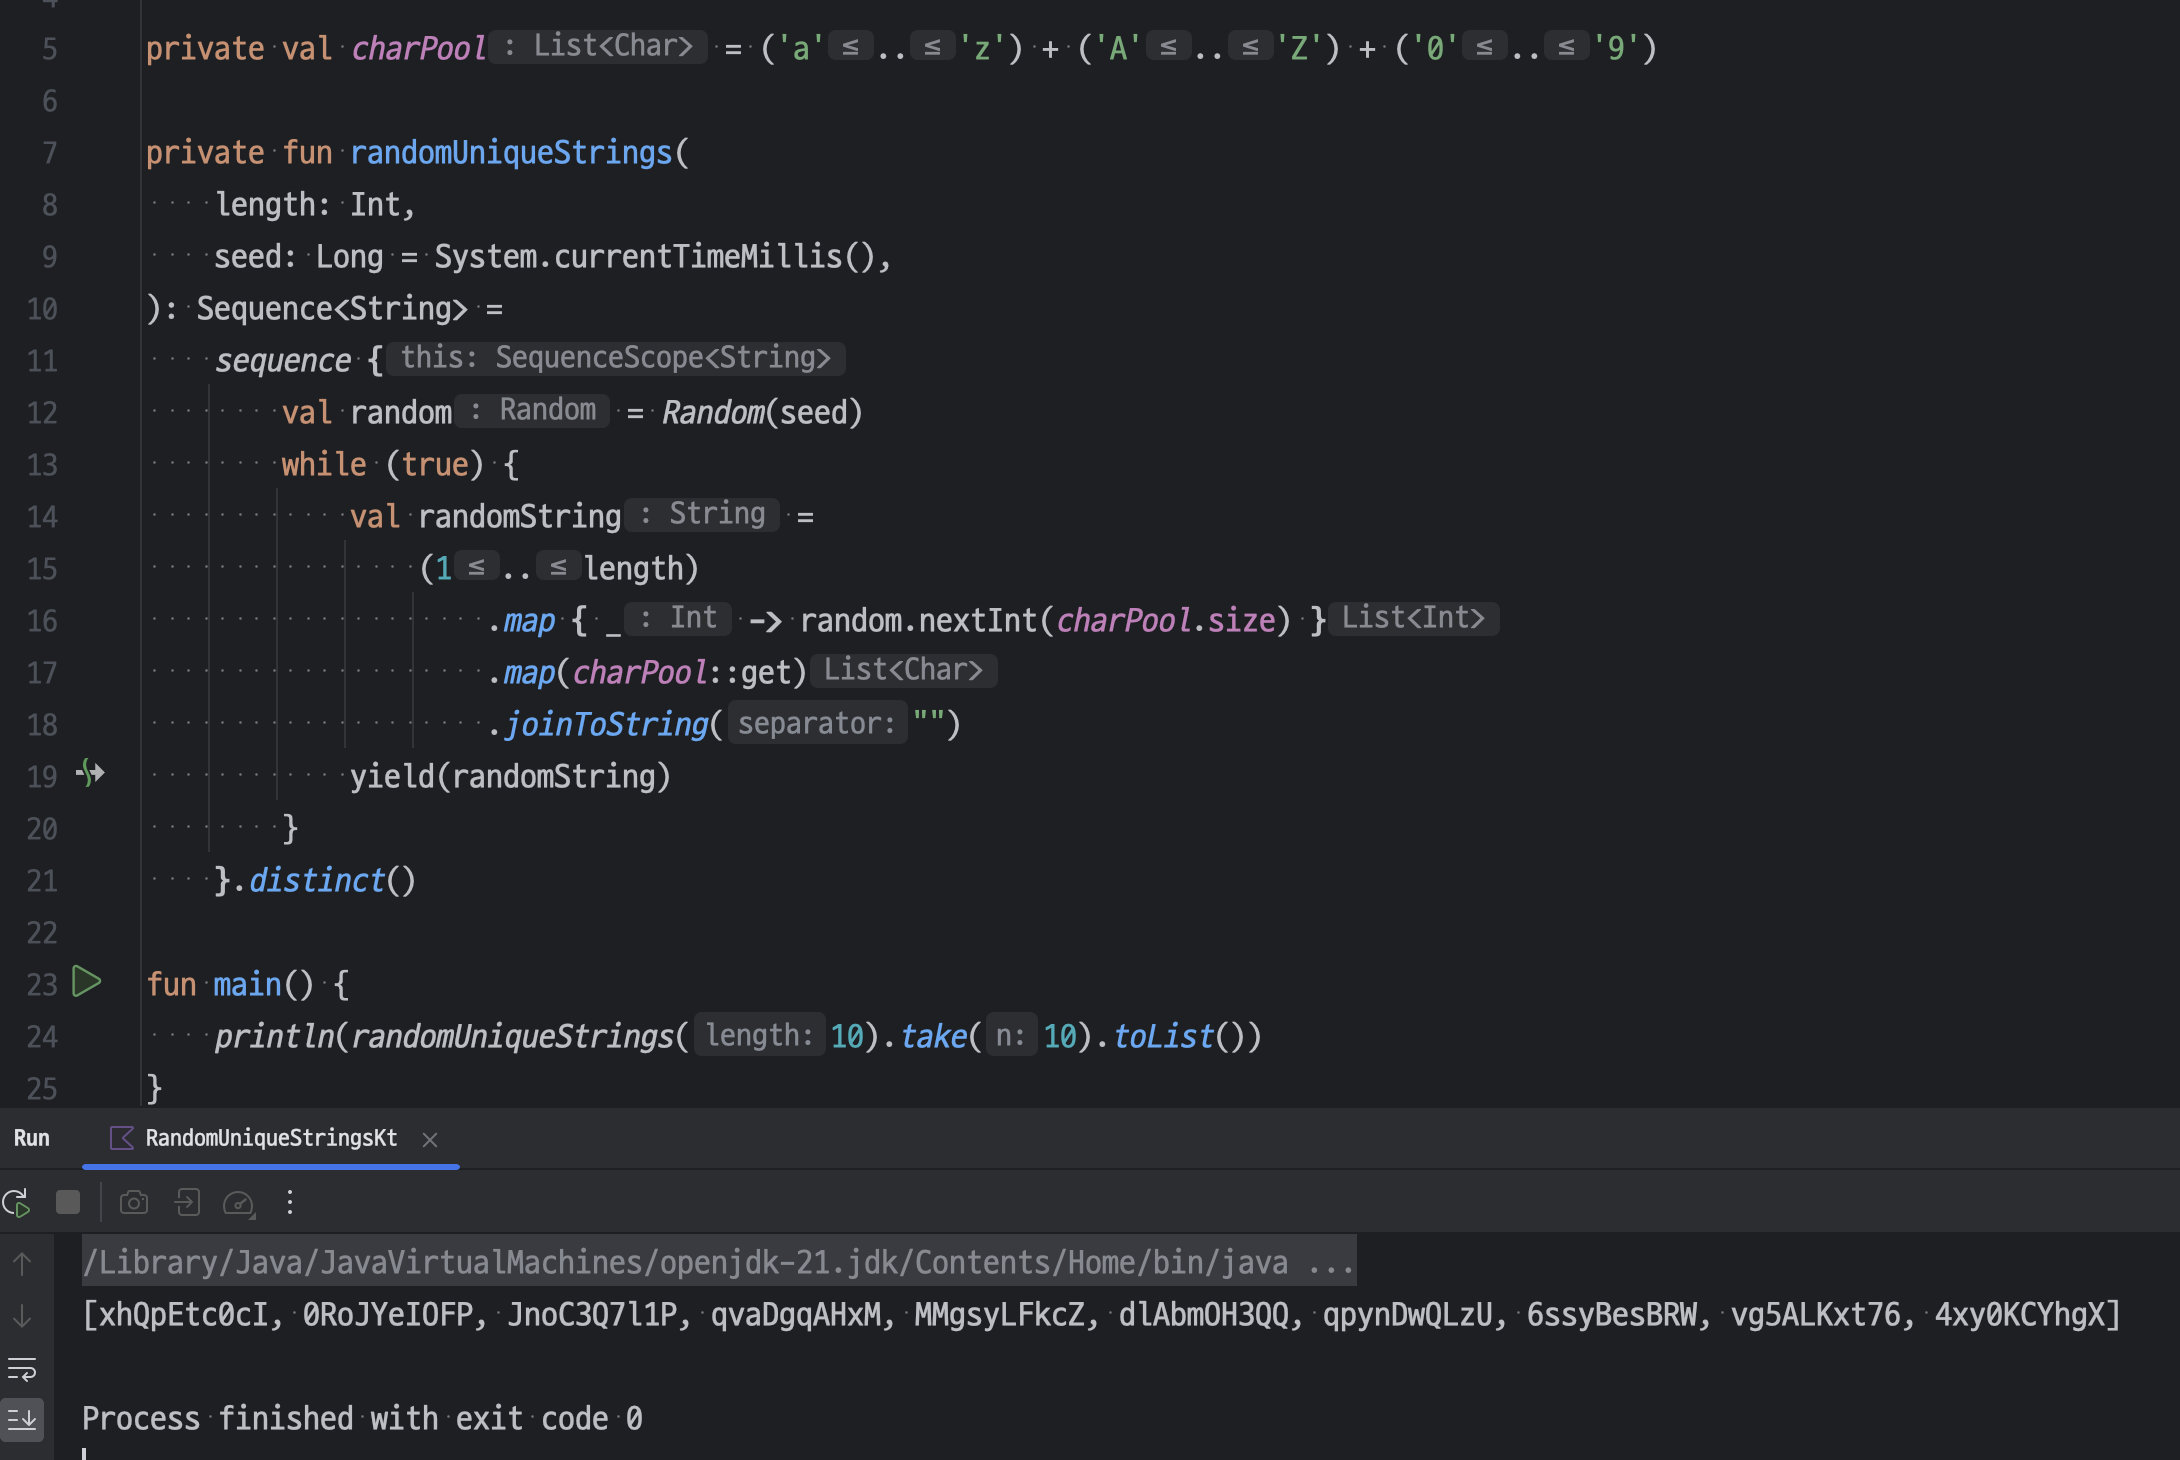 5 private val charPool : List<Char> = ('a' ≤ .. ≤ 'z') + ('A' ≤ .. ≤ 'Z') + ('0' ≤ .. ≤ '9')
6
7 private fun randomUniqueStrings(
8 length: Int,
9 seed: Long = System.currentTimeMillis(),
10 ): Sequence<String> =
11 sequence { this: SequenceScope<String>
12 val random : Random = Random(seed)
13 while (true) {
14 val randomString : String =
15 (1 ≤ .. ≤ length)
16 .map { _ : Int -> random.nextInt(charPool.size) } List<Int>
17 .map(charPool::get) List<Char>
18 .joinToString( separator: "")
19 yield(randomString)
20 }
21 }.distinct()
22
23 fun main() {
24 println(randomUniqueStrings( length: 10).take( n: 10).toList())
25 }
Run RandomUniqueStringsKt
/Library/Java/JavaVirtualMachines/openjdk-21.jdk/Contents/Home/bin/java ...
[xhQpEtc0cI, 0RoJYeIOFP, JnoC3Q7l1P, qvaDgqAHxM, MMgsyLFkcZ, dlAbmOH3QQ, qpynDwQLzU, 6ssyBesBRW, vg5ALKxt76, 4xy0KCYhgX]
Process finished with exit code 0